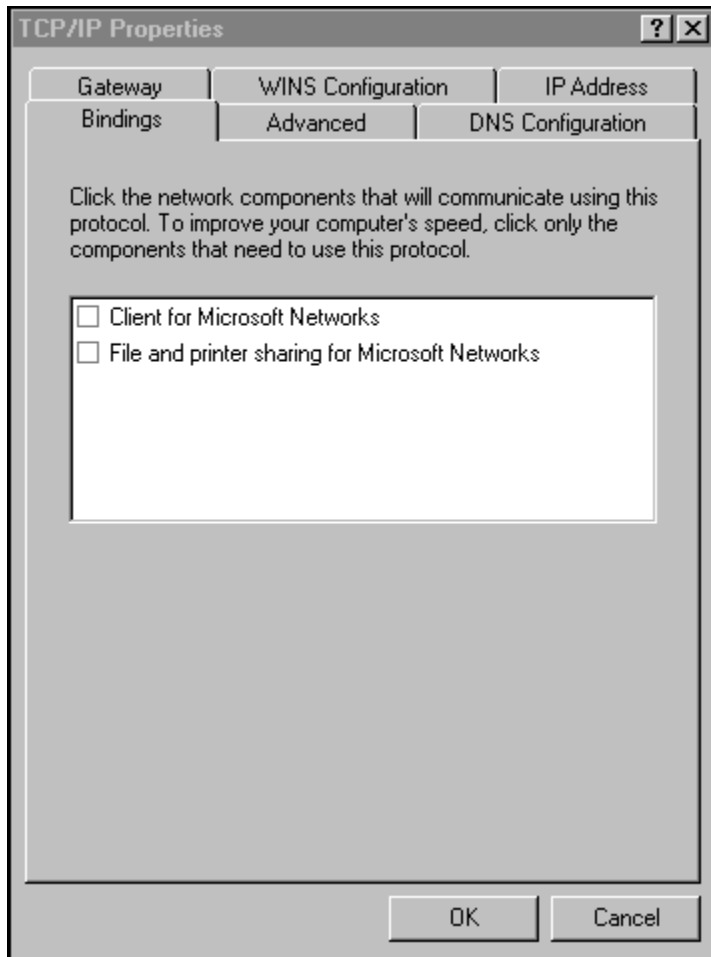 TCP/IP Properties
Gateway
WINS Configuration
IP Address
Bindings
Advanced
DNS Configuration
Click the network components that will communicate using this
protocol. To improve your computer's speed, click only the
components that need to use this protocol.
Client for Microsoft Networks
File and printer sharing for Microsoft Networks
OK
Cancel